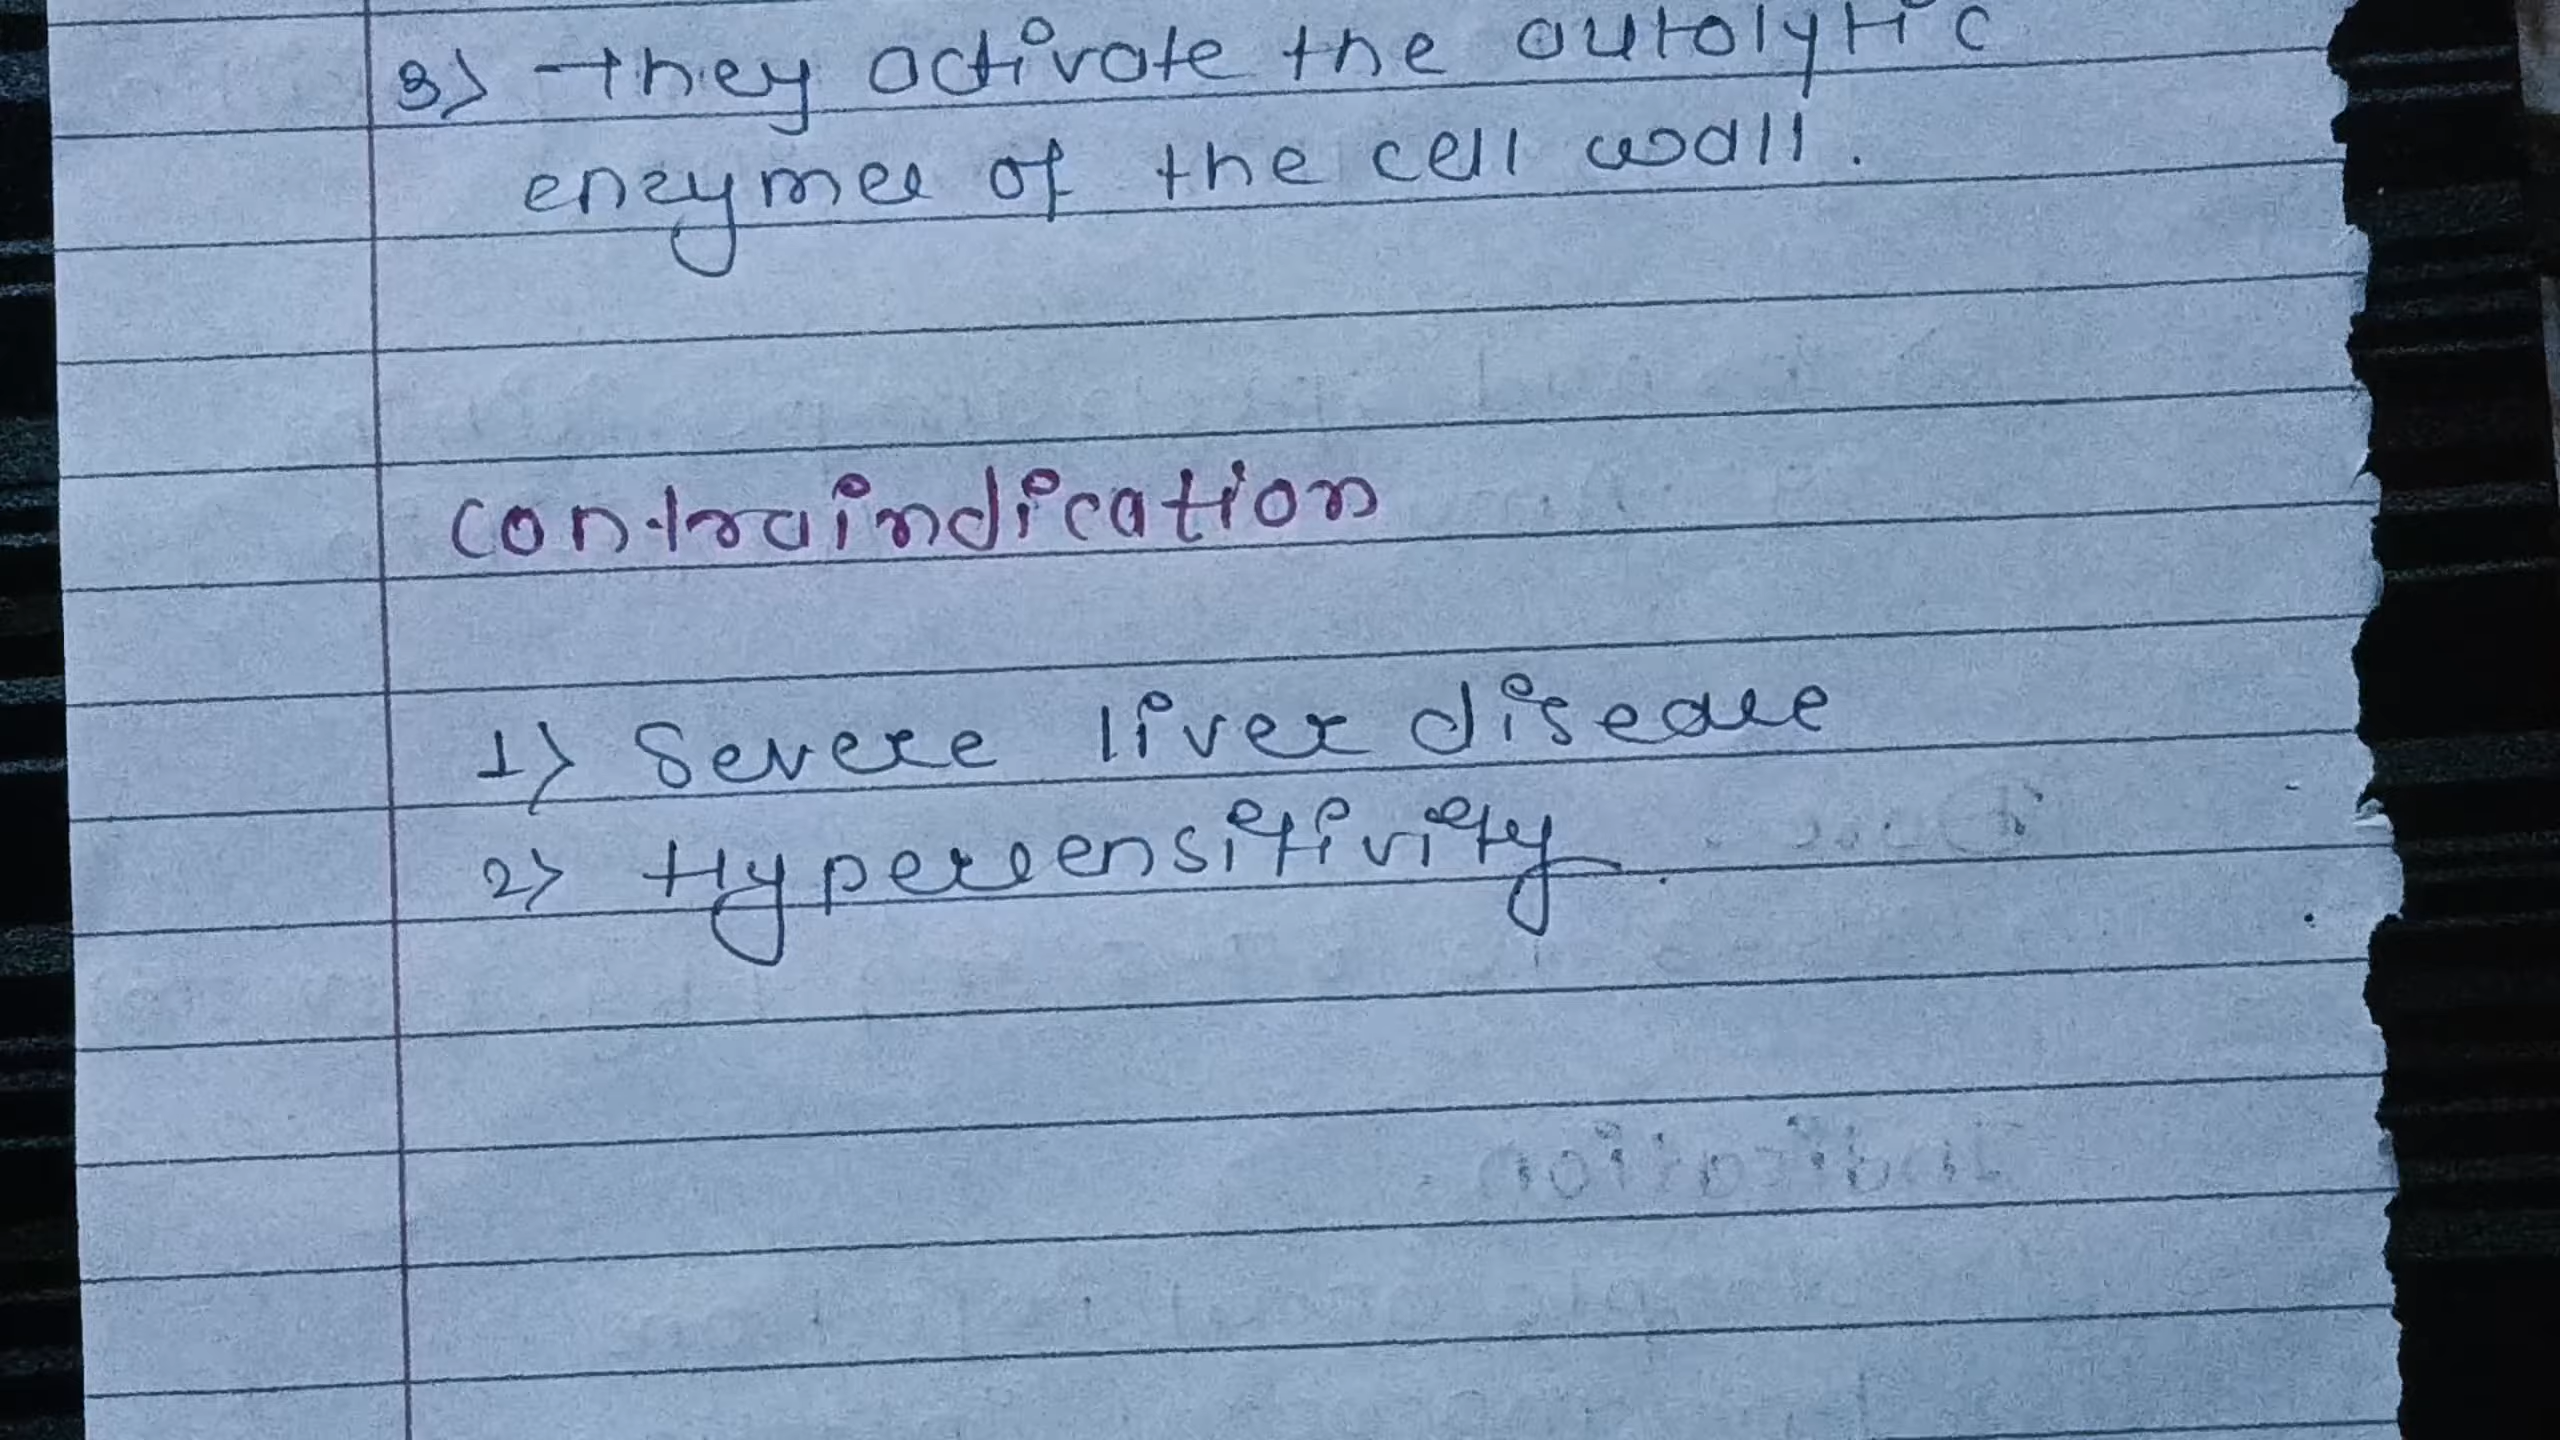 3) They activate the autolytic
enzymes of the cell wall.
contraindication
1) Severe liver disease
2) Hypersensitivity